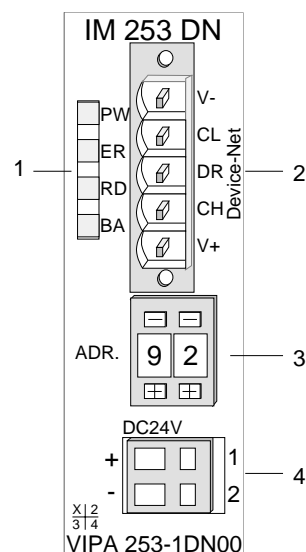 IM 253 DN
PW
ER
RD
BA
V-
CL
DR
CH
V+
Device-Net
1
2
ADR.
- -
9 2
+ +
3
DC24V
+ 1
- 2
4
X 2
3 4
VIPA 253-1DN00